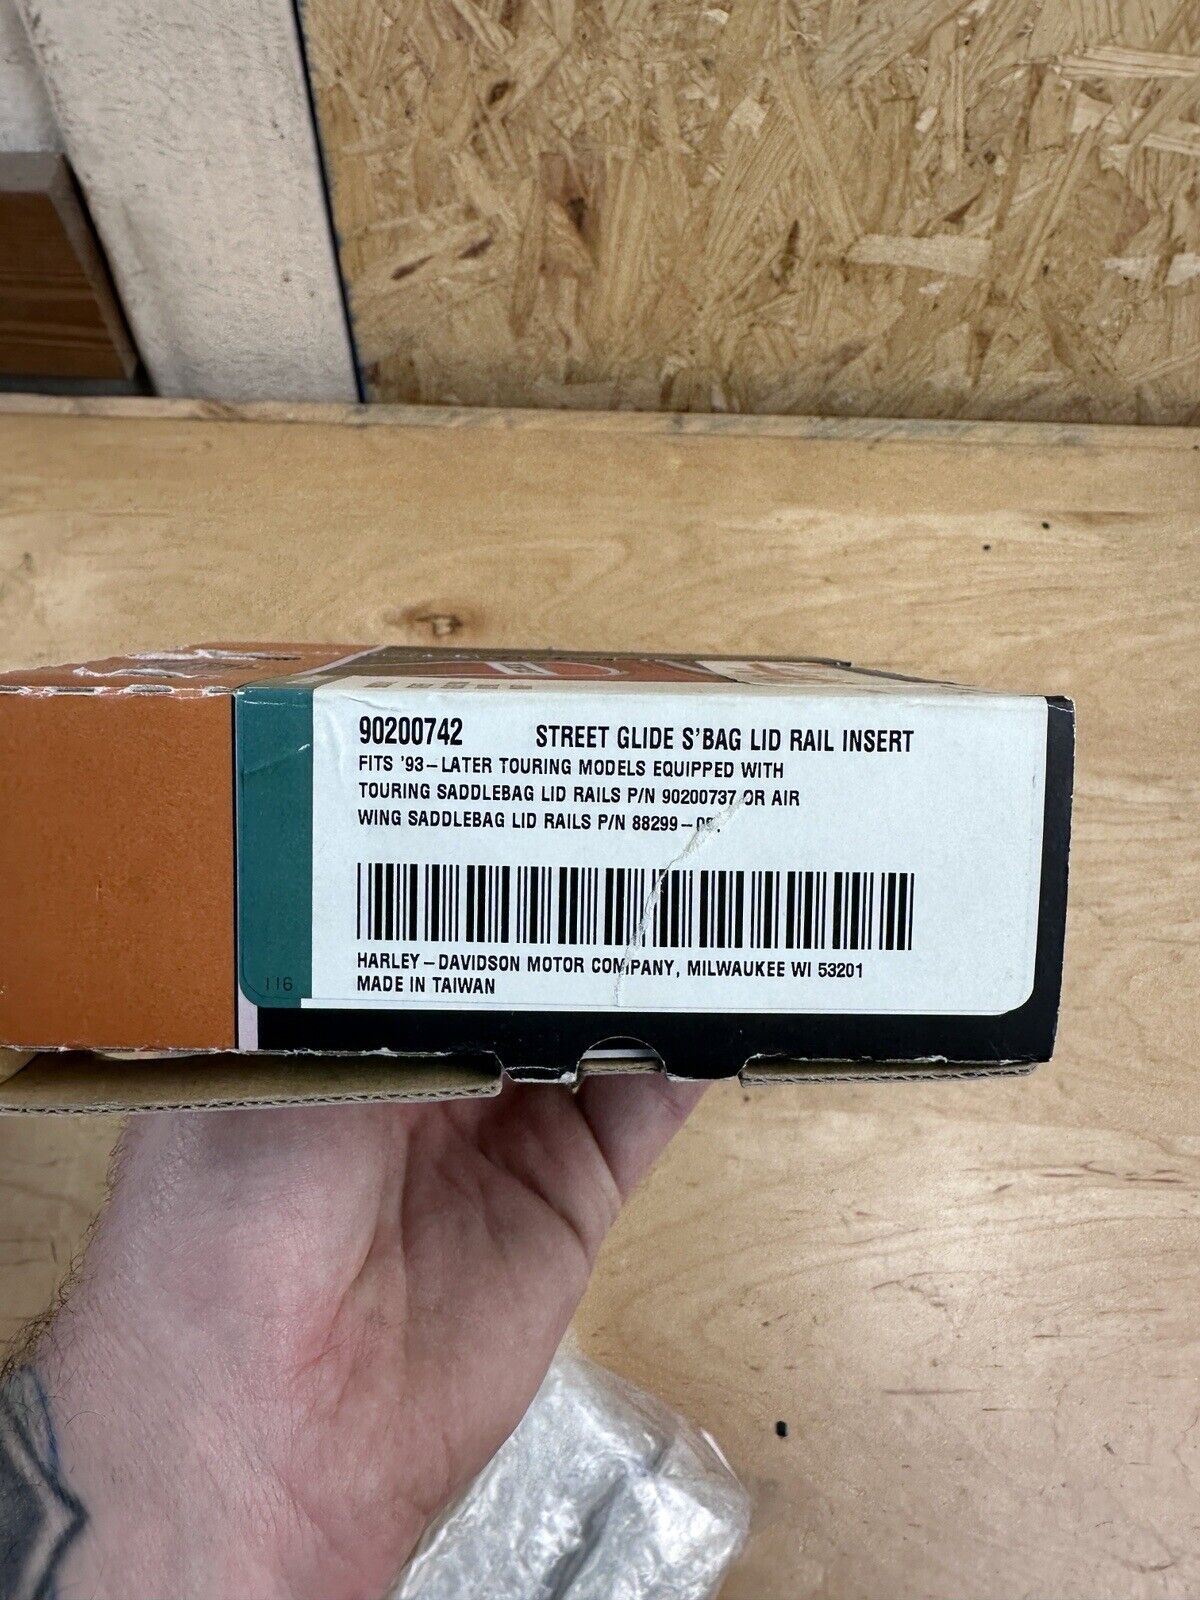 90200742 STREET GLIDE S'BAG LID RAIL INSERT
FITS '93-LATER TOURING MODELS EQUIPPED WITH
TOURING SADDLEBAG LID RAILS P/N 90200737 OR AIR
WING SADDLEBAG LID RAILS P/N 88299-
HARLEY-DAVIDSON MOTOR COMPANY, MILWAUKEE WI 53201
MADE IN TAIWAN
116